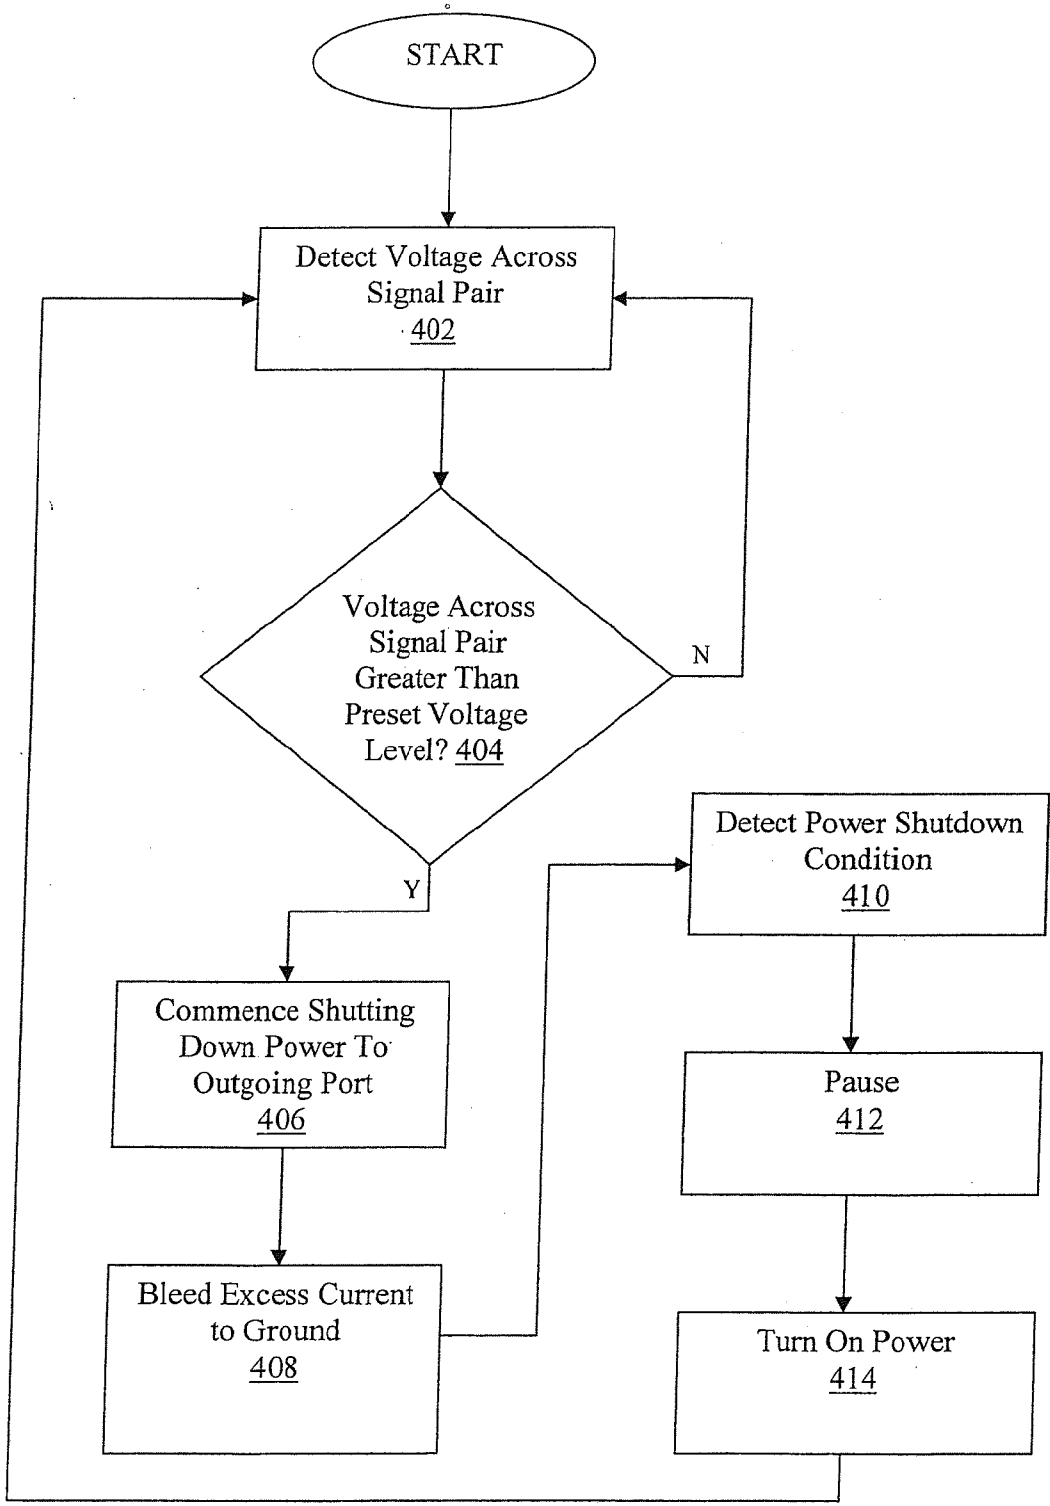 START
Detect Voltage Across
Signal Pair
402
Voltage Across
Signal Pair
Greater Than
Preset Voltage
Level? 404
N
Y
Commence Shutting
Down Power To
Outgoing Port
406
Bleed Excess Current
to Ground
408
Detect Power Shutdown
Condition
410
Pause
412
Turn On Power
414